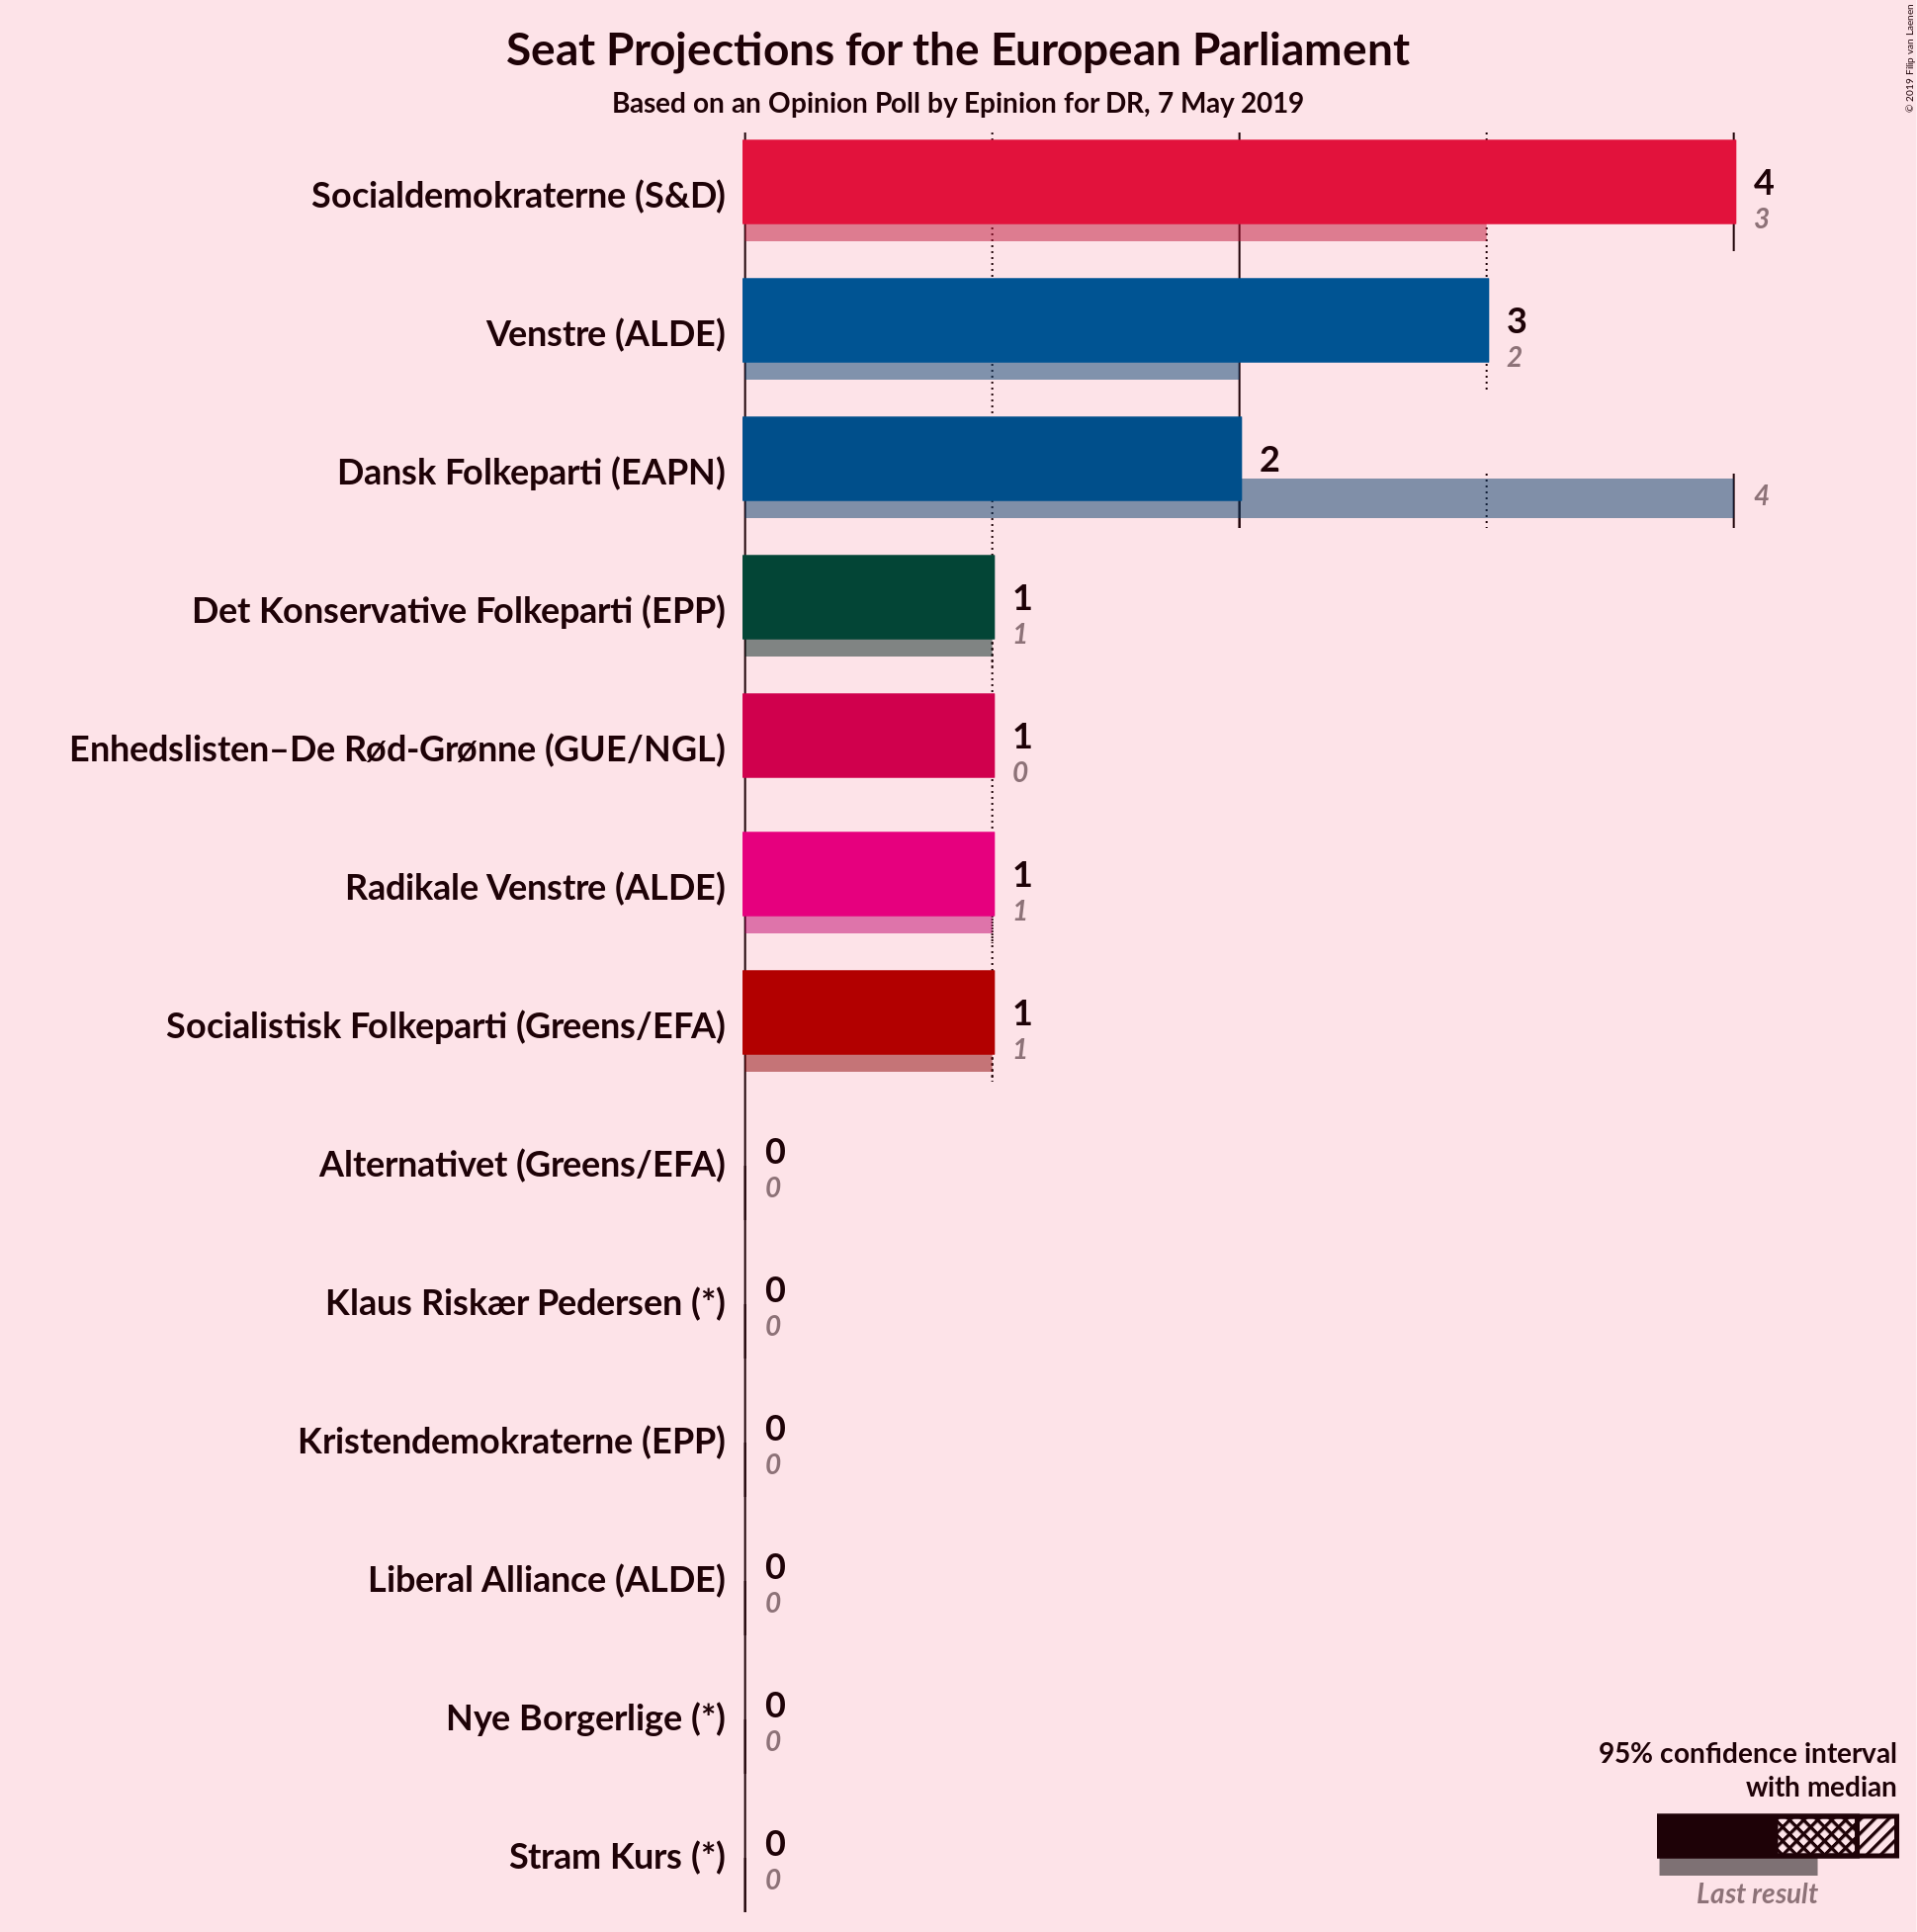 Seat Projections for the European Parliament
Based on an Opinion Poll by Epinion for DR, 7 May 2019
© 2019 Filip van Laenen
Socialdemokraterne (S&D)
4
3
Venstre (ALDE)
3
2
Dansk Folkeparti (EAPN)
2
4
Det Konservative Folkeparti (EPP)
1
1
Enhedslisten–De Rød-Grønne (GUE/NGL)
1
0
Radikale Venstre (ALDE)
1
1
Socialistisk Folkeparti (Greens/EFA)
1
1
Alternativet (Greens/EFA)
0
0
Klaus Riskær Pedersen (*)
0
0
Kristendemokraterne (EPP)
0
0
Liberal Alliance (ALDE)
0
0
Nye Borgerlige (*)
0
0
Stram Kurs (*)
0
0
95% confidence interval
with median
Last result